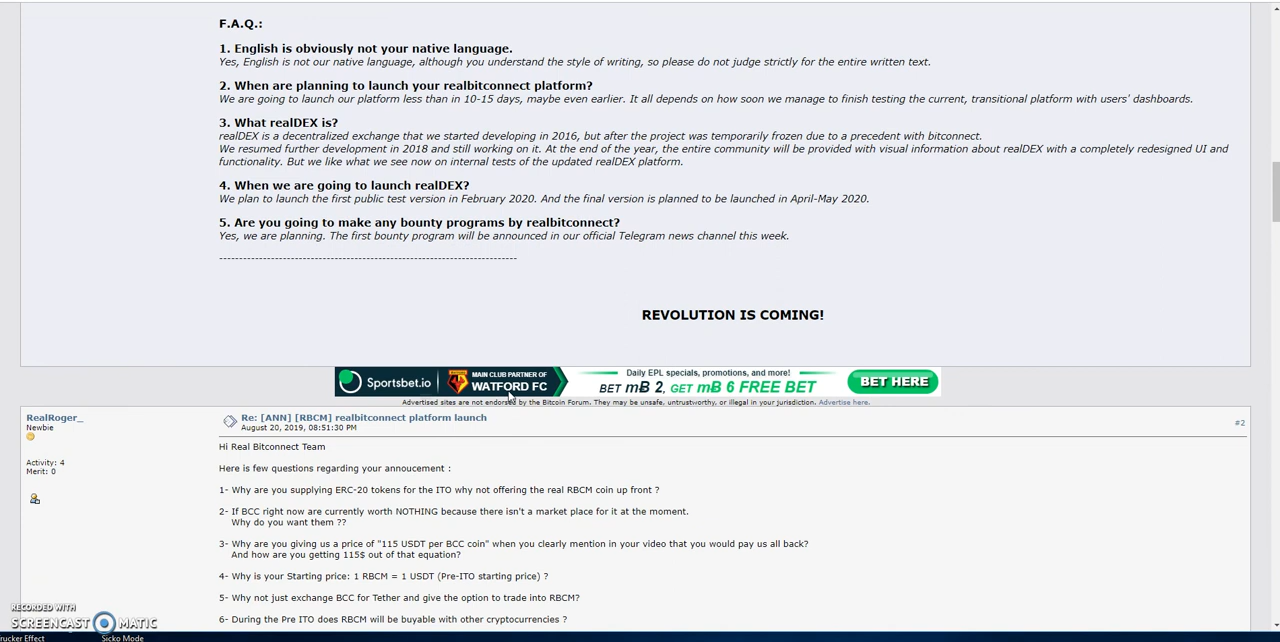 F.A.Q.:
1. English is obviously not your native language.
Yes, English is not our native language, although you understand the style of writing, so please do not judge strictly for the entire written text.
2. When are planning to launch your realbitconnect platform?
We are going to launch our platform less than in 10-15 days, maybe even earlier. It all depends on how soon we manage to finish testing the current, transitional platform with users' dashboards.
3. What realDEX is?
realDEX is a decentralized exchange that we started developing in 2016, but after the project was temporarily frozen due to a precedent with bitconnect.
We resumed further development in 2018 and still working on it. At the end of the year, the entire community will be provided with visual information about realDEX with a completely redesigned UI and
functionality. But we like what we see now on internal tests of the updated realDEX platform.
4. When we are going to launch realDEX?
We plan to launch the first public test version in February 2020. And the final version is planned to be launched in April-May 2020.
5. Are you going to make any bounty programs by realbitconnect?
Yes, we are planning. The first bounty program will be announced in our official Telegram news channel this week.
--------------------------------------------------------------------------
REVOLUTION IS COMING!
Sportsbet.io
MAIN CLUB PARTNER OF
WATFORD FC
Daily EPL specials, promotions, and more!
BET mB 2, GET mB 6 FREE BET
BET HERE
Advertised sites are not endorsed by the Bitcoin Forum. They may be unsafe, untrustworthy, or illegal in your jurisdiction. Advertise here.
RealRoger_
Newbie
Activity: 4
Merit: 0
Re: [ANN] [RBCM] realbitconnect platform launch
August 20, 2019, 08:51:30 PM
#2
Hi Real Bitconnect Team
Here is few questions regarding your annoucement :
1- Why are you supplying ERC-20 tokens for the ITO why not offering the real RBCM coin up front ?
2- If BCC right now are currently worth NOTHING because there isn't a market place for it at the moment.
Why do you want them ??
3- Why are you giving us a price of "115 USDT per BCC coin" when you clearly mention in your video that you would pay us all back?
And how are you getting 115$ out of that equation?
4- Why is your Starting price: 1 RBCM = 1 USDT (Pre-ITO starting price) ?
5- Why not just exchange BCC for Tether and give the option to trade into RBCM?
6- During the Pre ITO does RBCM will be buyable with other cryptocurrencies ?
RECORDED WITH
SCREENCAST MATIC
rucker Effect
Sicko Mode